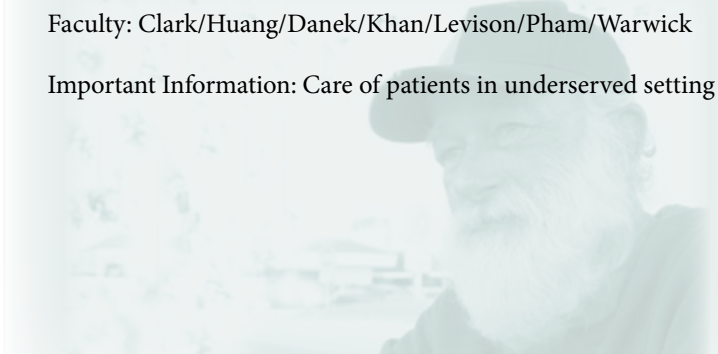 Faculty: Clark/Huang/Danek/Khan/Levison/Pham/Warwick
Important Information: Care of patients in underserved setting